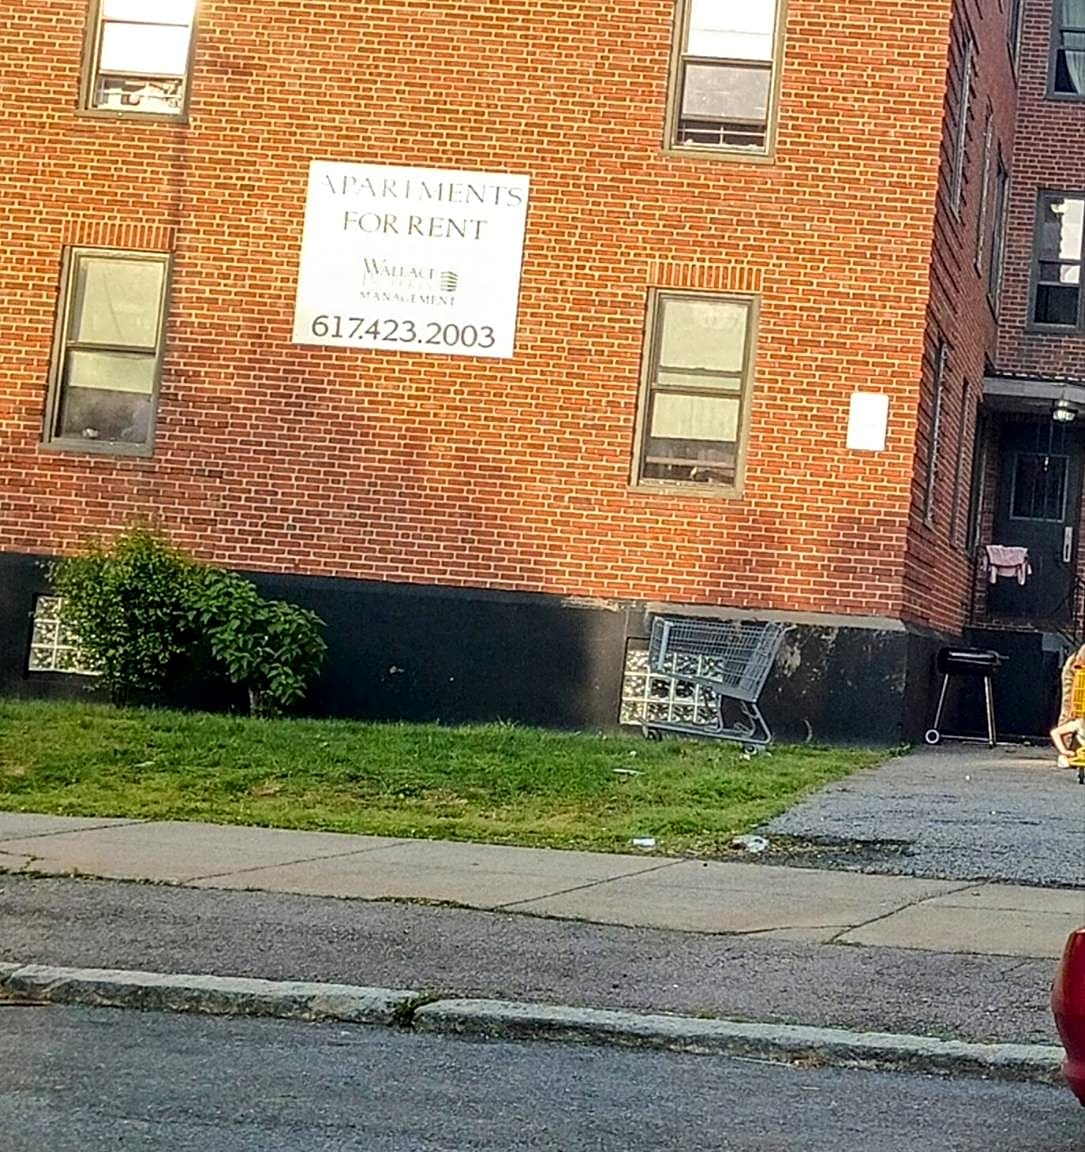 APARTMENTS
FOR RENT
WALLACE
MANAGEMENT
617.423.2003